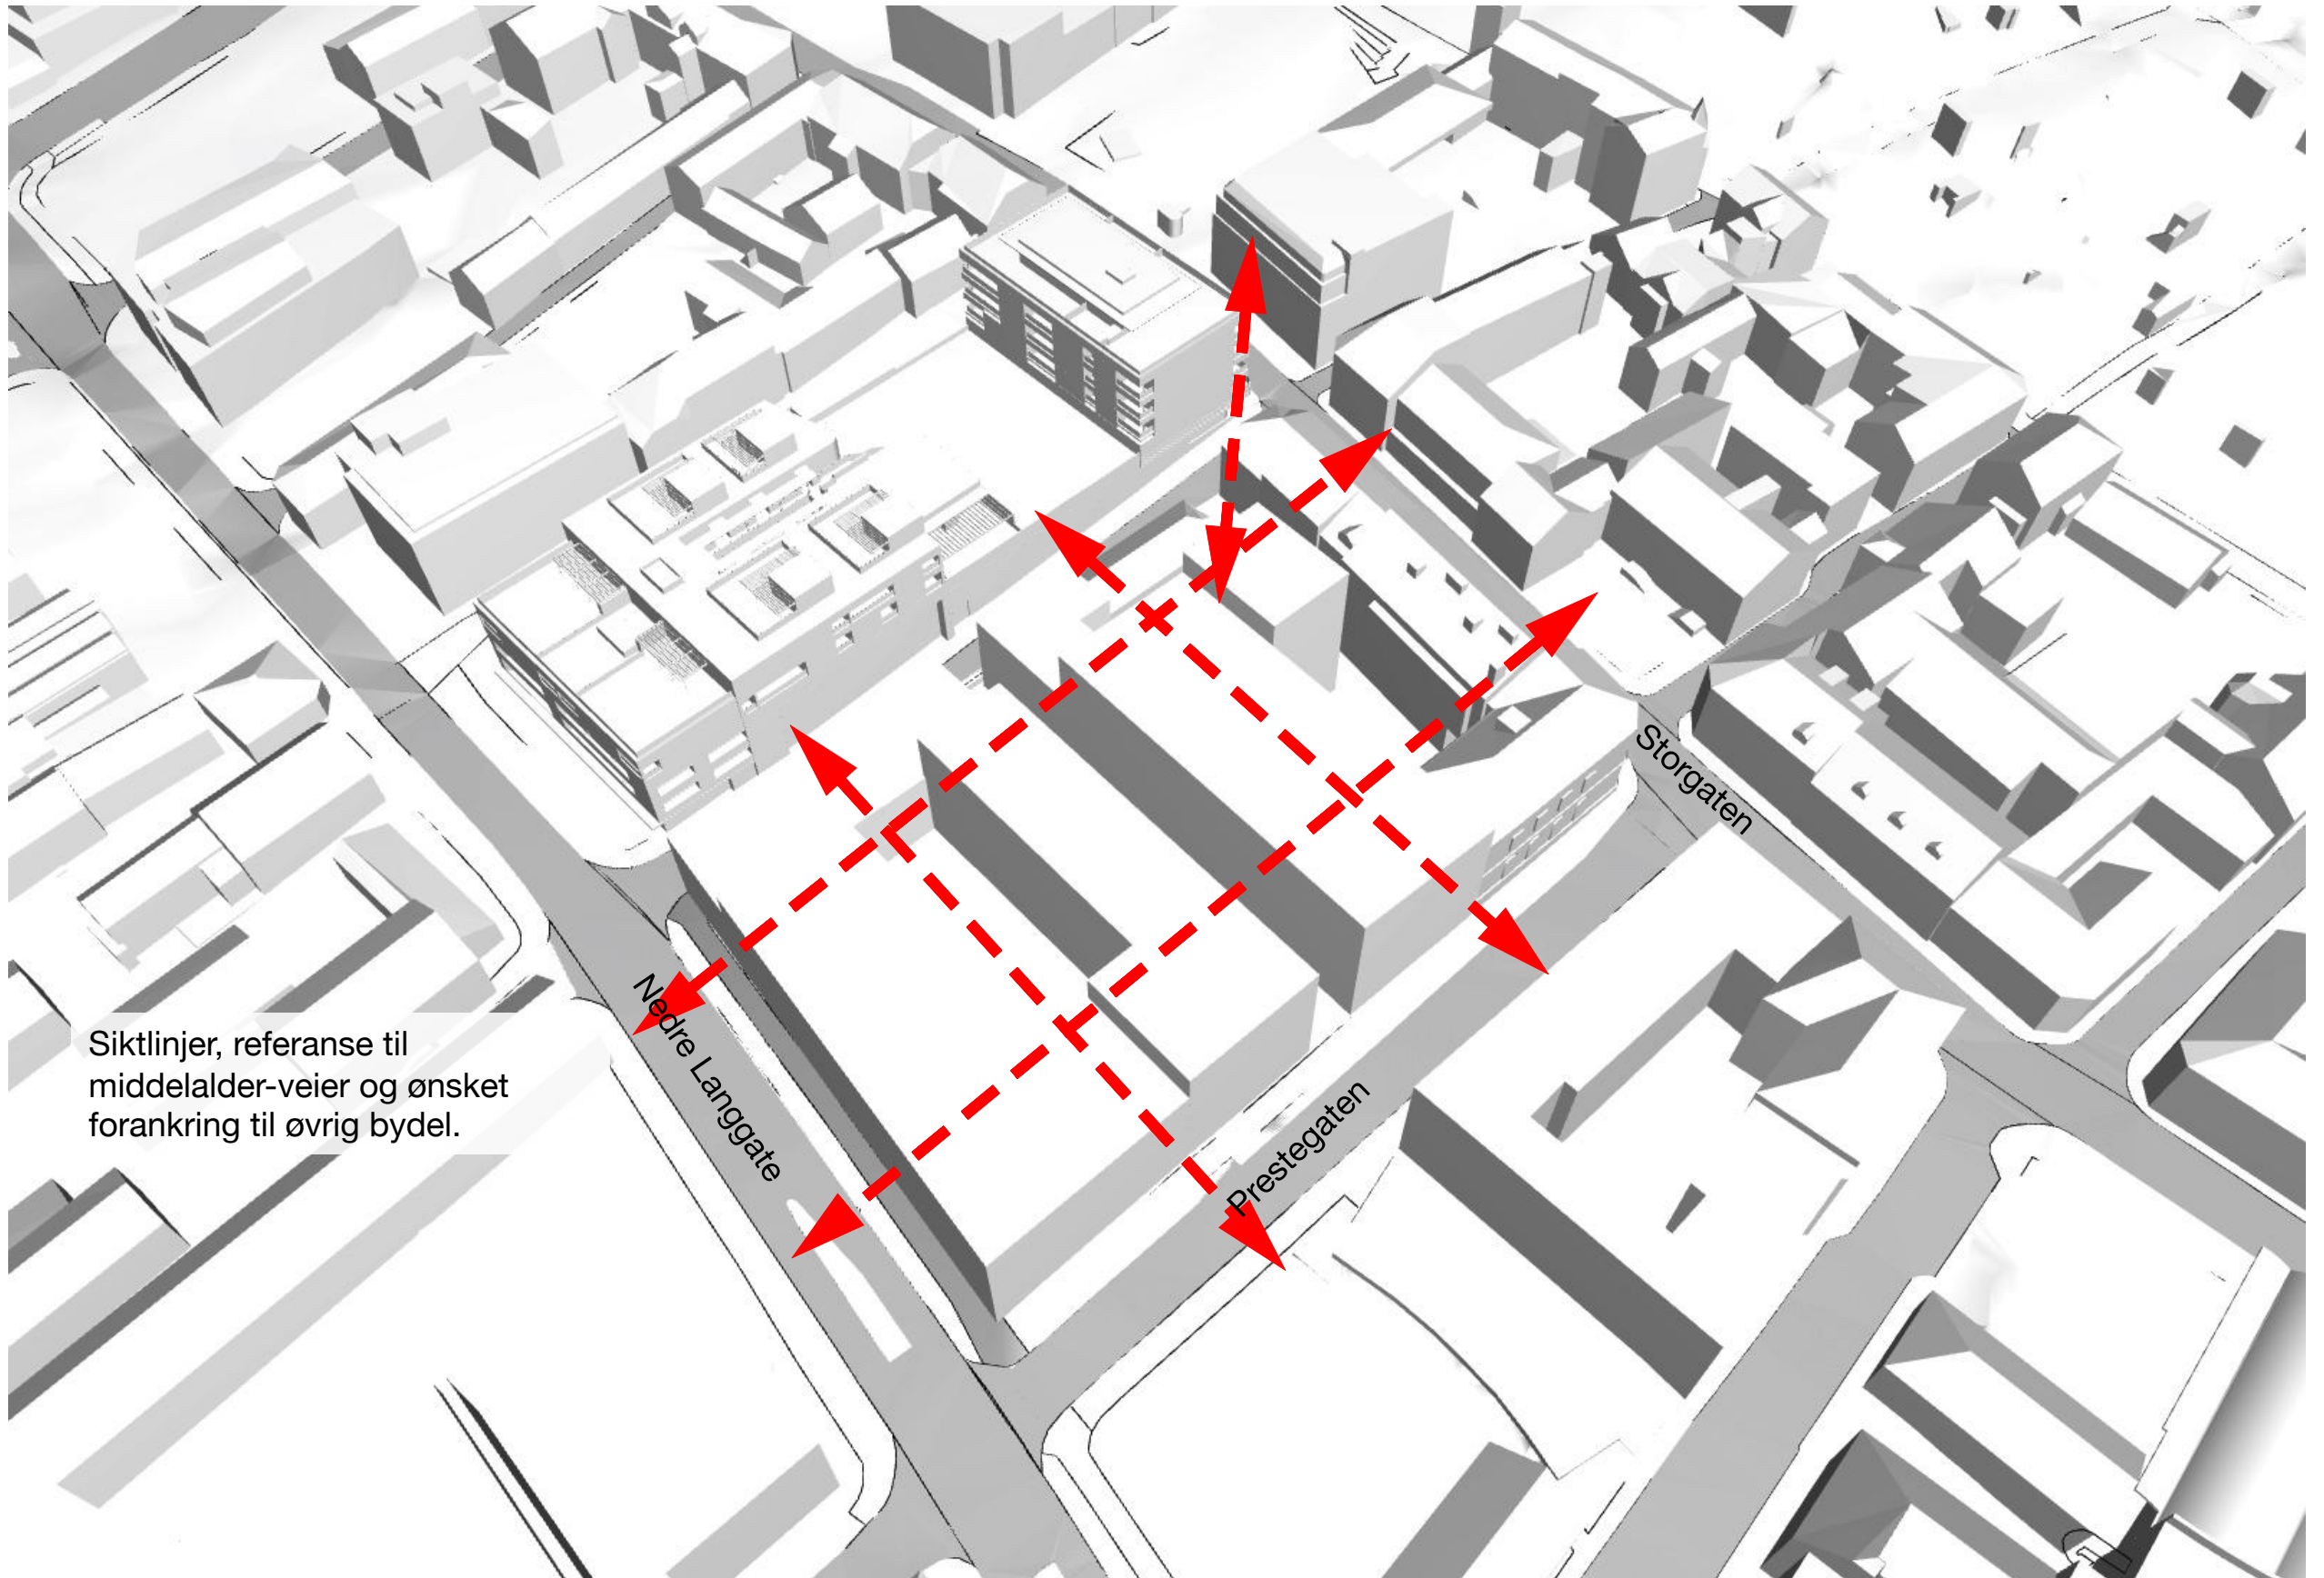 Storgaten
Nedre Langgate
Siktlinjer, referanse til
middelalder-veier og ønsket
forankring til øvrig bydel.
Prestegaten